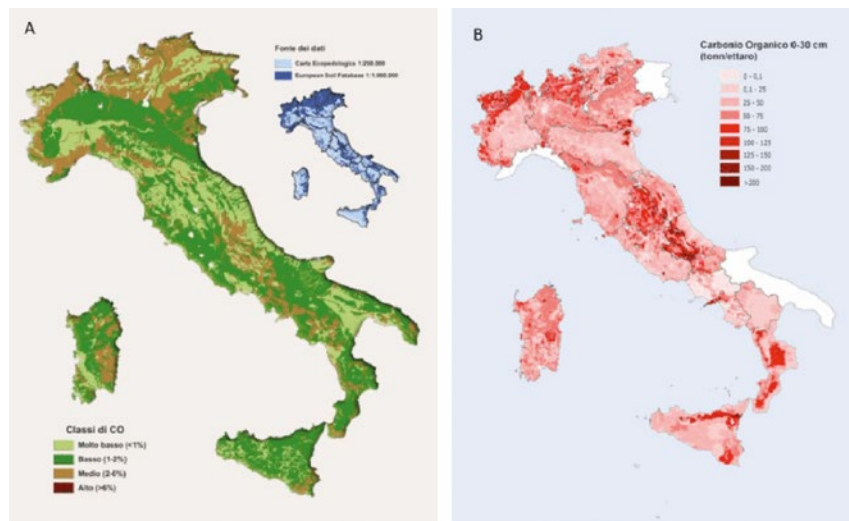 A
Fonte dei dati
Carta Ecopedologica 1:250.000
European Soil Database 1:1.000.000
Classi di CO
Molto basso (<1%)
Basso (1-2%)
Medio (2-6%)
Alto (>6%)
B
Carbonio Organico 0-30 cm
(tonn/ettaro)
0 - 0,1
0,1 - 25
25 - 50
50 - 75
75 - 100
100 - 125
125 - 150
150 - 200
>200